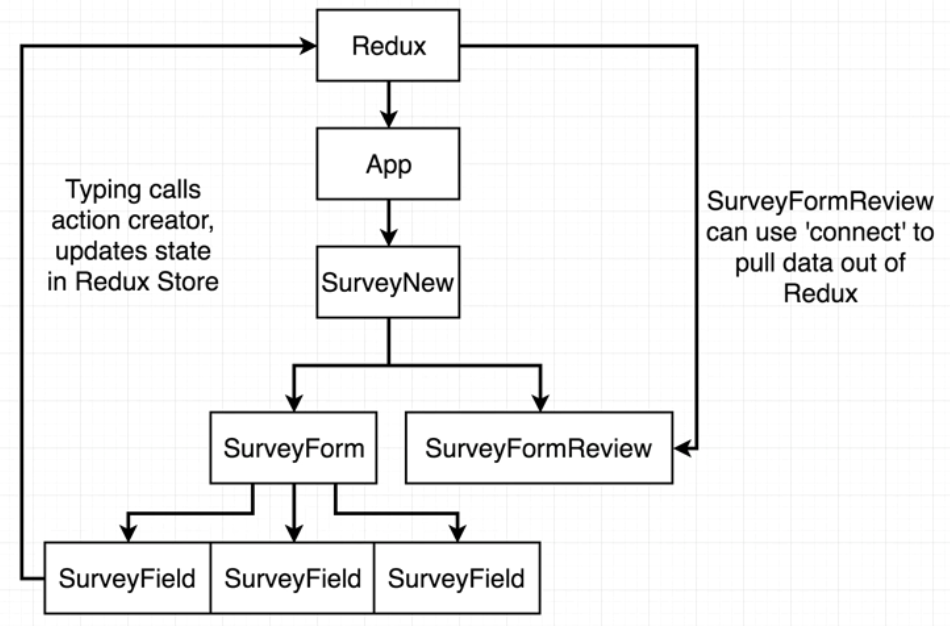 Redux
App
Typing calls
action creator,
updates state
in Redux Store
SurveyFormReview
can use 'connect' to
pull data out of
Redux
SurveyNew
SurveyForm
SurveyFormReview
SurveyField
SurveyField
SurveyField